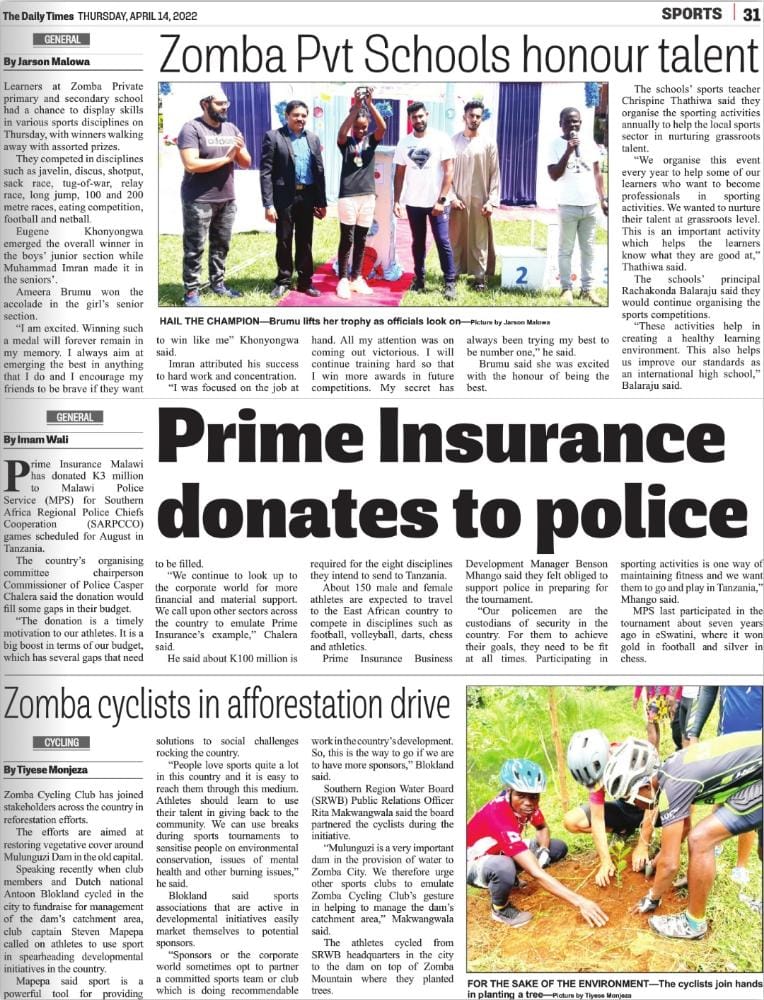 The Daily Times THURSDAY, APRIL 14, 2022
SPORTS | 31
GENERAL
By Jarson Malowa
Zomba Pvt Schools honour talent
Learners at Zomba Private
primary and secondary school
had a chance to display skills
in various sports disciplines on
Thursday, with winners walking
away with assorted prizes.
They competed in disciplines
such as javelin, discus, shotput,
sack race, tug-of-war, relay
race, long jump, 100 and 200
metre races, eating competition,
football and netball.
Eugene Khonyongwa
emerged the overall winner in
the boys' junior section while
Muhammad Imran made it in
the seniors'.
Ameera Brumu won the
accolade in the girl's senior
section.
"I am excited. Winning such
a medal will forever remain in
my memory. I always aim at
emerging the best in anything
that I do and I encourage my
friends to be brave if they want
2
HAIL THE CHAMPION—Brumu lifts her trophy as officials look on—Picture by Jarson Malowa
to win like me" Khonyongwa
said.
Imran attributed his success
to hard work and concentration.
"I was focused on the job at
hand. All my attention was on
coming out victorious. I will
continue training hard so that
I win more awards in future
competitions. My secret has
always been trying my best to
be number one," he said.
Brumu said she was excited
with the honour of being the
best.
The schools' sports teacher
Chrispine Thathiwa said they
organise the sporting activities
annually to help the local sports
sector in nurturing grassroots
talent.
"We organise this event
every year to help some of our
learners who want to become
professionals in sporting
activities. We wanted to nurture
their talent at grassroots level.
This is an important activity
which helps the learners
know what they are good at,"
Thathiwa said.
The schools' principal
Rachakonda Balaraju said they
would continue organising the
sports competitions.
"These activities help in
creating a healthy learning
environment. This also helps
us improve our standards as
an international high school,"
Balaraju said.
GENERAL
By Imam Wali
Prime Insurance
donates to police
Prime Insurance Malawi
has donated K3 million
to Malawi Police
Service (MPS) for Southern
Africa Regional Police Chiefs
Cooperation (SARPCCO)
games scheduled for August in
Tanzania.
The country's organising
committee chairperson
Commissioner of Police Casper
Chalera said the donation would
fill some gaps in their budget.
"The donation is a timely
motivation to our athletes. It is a
big boost in terms of our budget,
which has several gaps that need
to be filled.
"We continue to look up to
the corporate world for more
financial and material support.
We call upon other sectors across
the country to emulate Prime
Insurance's example," Chalera
said.
He said about K100 million is
required for the eight disciplines
they intend to send to Tanzania.
About 150 male and female
athletes are expected to travel
to the East African country to
compete in disciplines such as
football, volleyball, darts, chess
and athletics.
Prime Insurance Business
Development Manager Benson
Mhango said they felt obliged to
support police in preparing for
the tournament.
"Our policemen are the
custodians of security in the
country. For them to achieve
their goals, they need to be fit
at all times. Participating in
sporting activities is one way of
maintaining fitness and we want
them to go and play in Tanzania,"
Mhango said.
MPS last participated in the
tournament about seven years
ago in eSwatini, where it won
gold in football and silver in
chess.
Zomba cyclists in afforestation drive
CYCLING
By Tiyese Monjeza
Zomba Cycling Club has joined
stakeholders across the country in
reforestation efforts.
The efforts are aimed at
restoring vegetative cover around
Mulunguzi Dam in the old capital.
Speaking recently when club
members and Dutch national
Antoon Blokland cycled in the
city to fundraise for management
of the dam's catchment area,
club captain Steven Mapepa
called on athletes to use sport
in spearheading developmental
initiatives in the country.
Mapepa said sport is a
powerful tool for providing
solutions to social challenges
rocking the country.
"People love sports quite a lot
in this country and it is easy to
reach them through this medium.
Athletes should learn to use
their talent in giving back to the
community. We can use breaks
during sports tournaments to
sensitise people on environmental
conservation, issues of mental
health and other burning issues,"
he said.
Blokland said sports
associations that are active in
developmental initiatives easily
market themselves to potential
sponsors.
"Sponsors or the corporate
world sometimes opt to partner
a committed sports team or club
which is doing recommendable
work in the country's development.
So, this is the way to go if we are
to have more sponsors," Blokland
said.
Southern Region Water Board
(SRWB) Public Relations Officer
Rita Makwangwala said the board
partnered the cyclists during the
initiative.
"Mulunguzi is a very important
dam in the provision of water to
Zomba City. We therefore urge
other sports clubs to emulate
Zomba Cycling Club's gesture
in helping to manage the dam's
catchment area," Makwangwala
said.
The athletes cycled from
SRWB headquarters in the city
to the dam on top of Zomba
Mountain where they planted
trees.
FOR THE SAKE OF THE ENVIRONMENT—The cyclists join hands
in planting a tree—Picture by Tiyese Monjeza